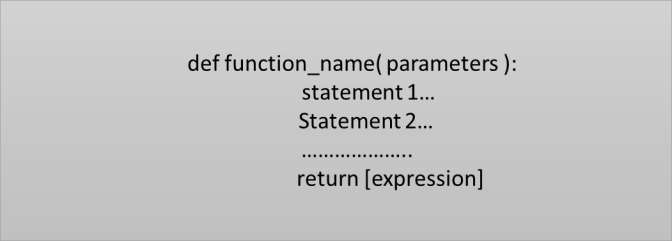 def function_name( parameters ):
statement 1...
Statement 2...
………………..
return [expression]